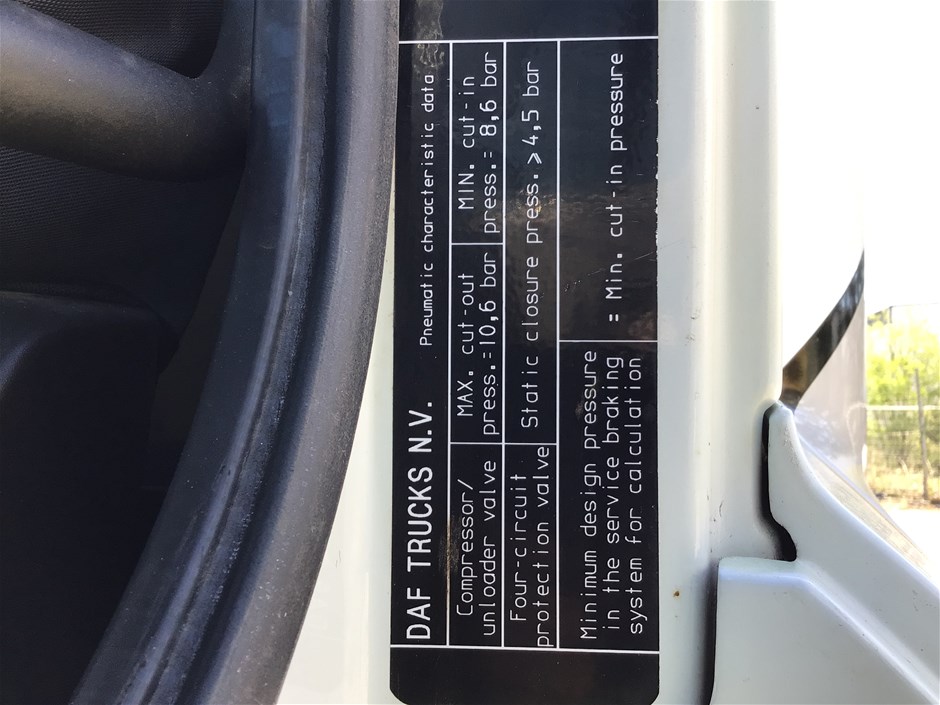 DAF TRUCKS N.V. Pneumatic characteristic data
Compressor/
unloader valve
MAX. cut-out
press.=10,6 bar
MIN. cut-in
press.= 8,6 bar
Four-circuit
protection valve
Static closure press. ⩾ 4,5 bar
Minimum design pressure
in the service braking
system for calculation
= Min. cut-in pressure